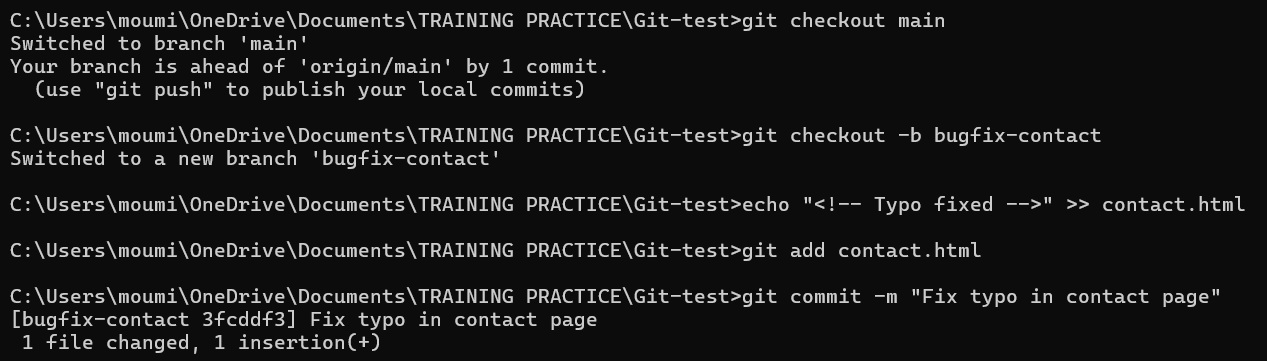 C:\Users\moumi\OneDrive\Documents\TRAINING PRACTICE\Git-test>git checkout main
Switched to branch 'main'
Your branch is ahead of 'origin/main' by 1 commit.
  (use "git push" to publish your local commits)

C:\Users\moumi\OneDrive\Documents\TRAINING PRACTICE\Git-test>git checkout -b bugfix-contact
Switched to a new branch 'bugfix-contact'

C:\Users\moumi\OneDrive\Documents\TRAINING PRACTICE\Git-test>echo "<!-- Typo fixed -->" >> contact.html

C:\Users\moumi\OneDrive\Documents\TRAINING PRACTICE\Git-test>git add contact.html

C:\Users\moumi\OneDrive\Documents\TRAINING PRACTICE\Git-test>git commit -m "Fix typo in contact page"
[bugfix-contact 3fcddf3] Fix typo in contact page
 1 file changed, 1 insertion(+)